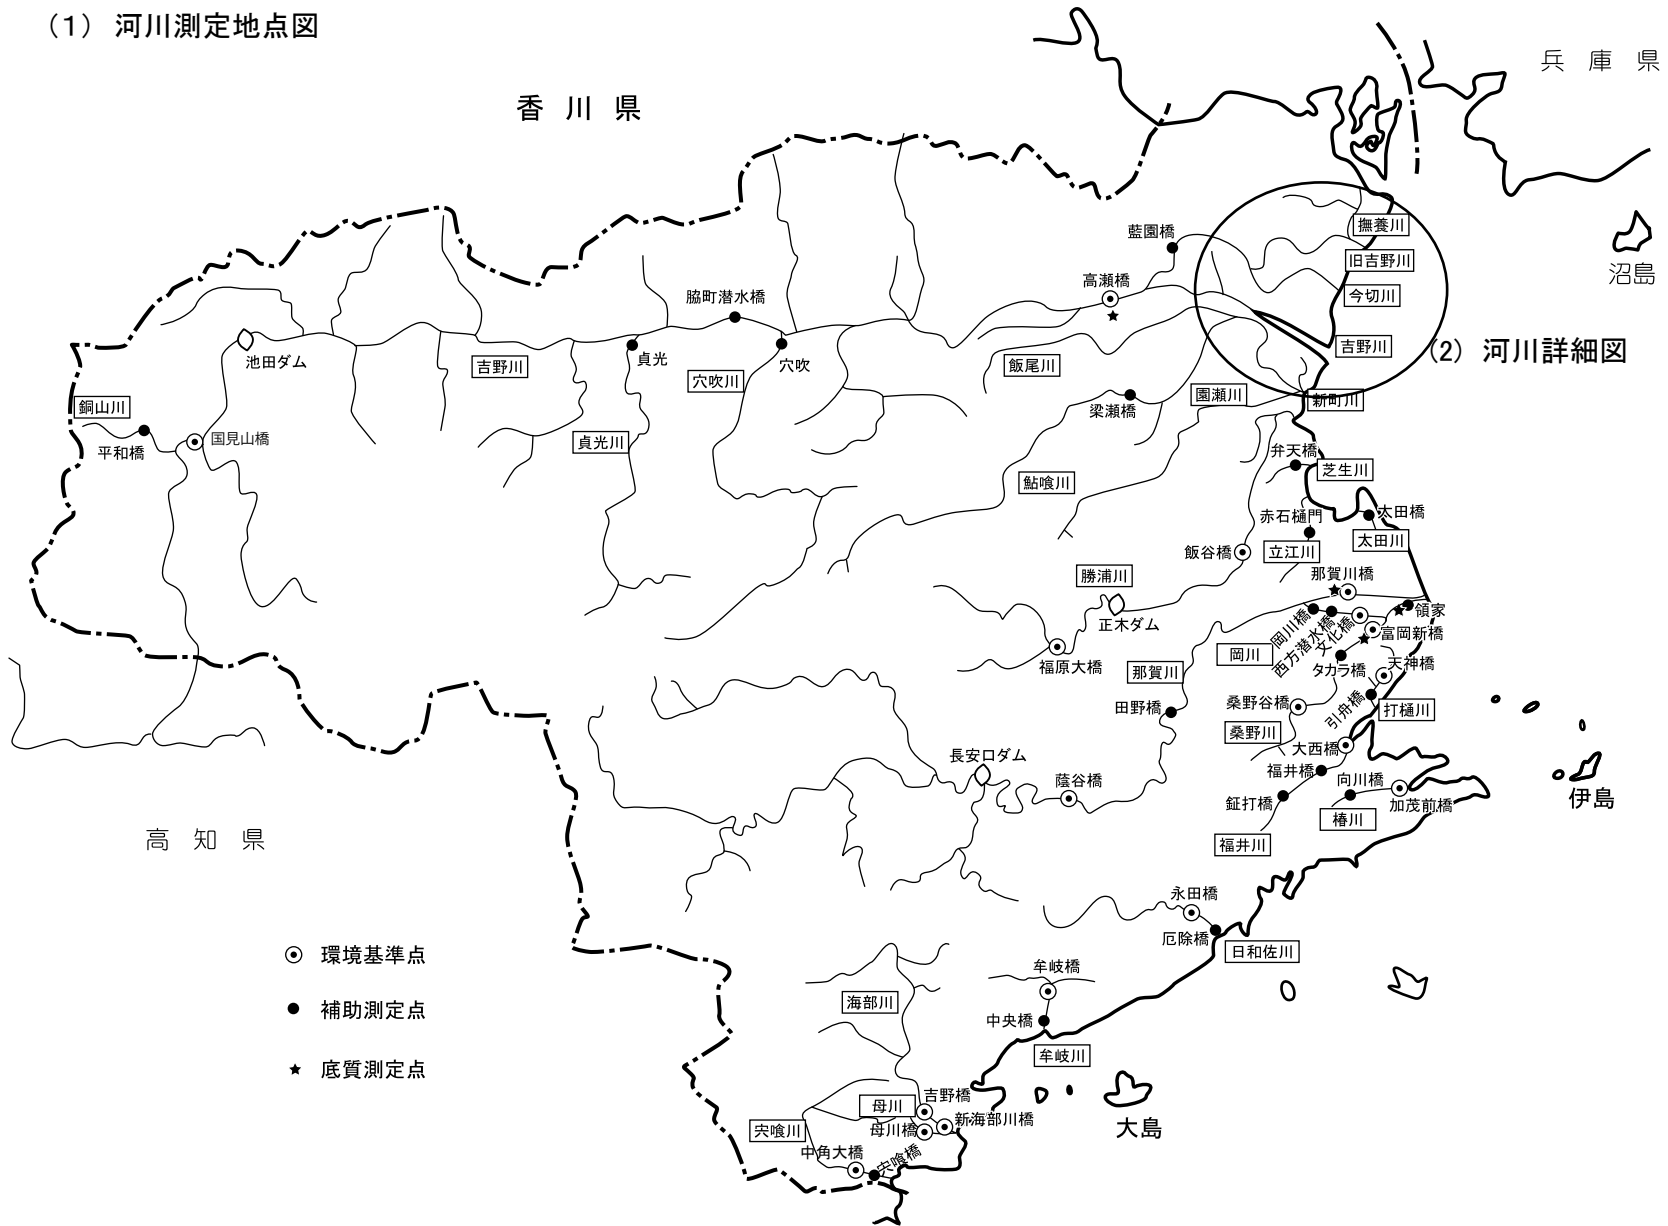 (1) 河川測定地点図
兵庫県
香川県
撫養川
藍園橋
旧吉野川
沼島
高瀬橋
今切川
脇町潜水橋
吉野川
(2) 河川詳細図
池田ダム
吉野川
貞光
穴吹
飯尾川
穴吹川
園瀬川
新町川
銅山川
梁瀬橋
国見山橋
平和橋
貞光川
弁天橋
芝生川
鮎喰川
赤石樋門
太田橋
太田川
飯谷橋
立江川
勝浦川
那賀川橋
正木ダム
岡川橋
西方潜水橋
文化橋
領家
富岡新橋
岡川
福原大橋
那賀川
タカラ橋
天神橋
引舟橋
打樋川
桑野谷橋
田野橋
桑野川
大西橋
長安口ダム
蔭谷橋
福井橋
向川橋
伊島
鉦打橋
加茂前橋
椿川
高知県
福井川
永田橋
厄除橋
日和佐川
環境基準点
牟岐橋
海部川
補助測定点
中央橋
牟岐川
底質測定点
吉野橋
母川
新海部川橋
大島
宍喰川
母川橋
中角大橋
宍喰橋